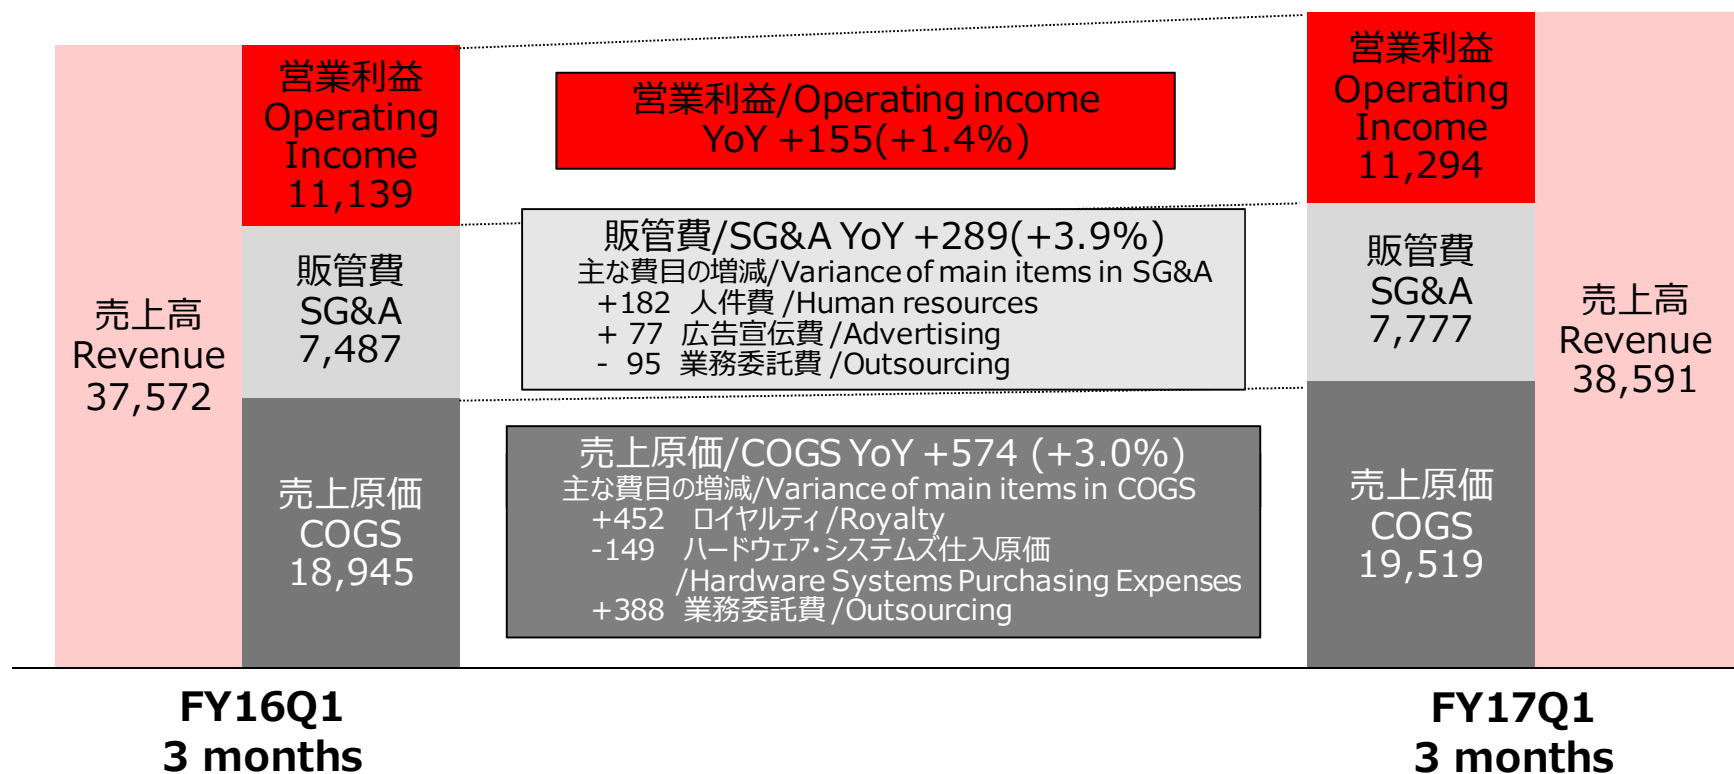 売上高
Revenue
37,572
営業利益
Operating
Income
11,139
販管費
SG&A
7,487
売上原価
COGS
18,945
営業利益/Operating income
YoY +155(+1.4%)
販管費/SG&A YoY +289(+3.9%)
主な費目の増減/Variance of main items in SG&A
+182 人件費 /Human resources
+ 77 広告宣伝費 /Advertising
- 95 業務委託費 /Outsourcing
売上原価/COGS YoY +574 (+3.0%)
主な費目の増減/Variance of main items in COGS
+452 ロイヤルティ /Royalty
-149 ハードウェア・システムズ仕入原価
/Hardware Systems Purchasing Expenses
+388 業務委託費 /Outsourcing
営業利益
Operating
Income
11,294
販管費
SG&A
7,777
売上原価
COGS
19,519
売上高
Revenue
38,591
FY16Q1
3 months
FY17Q1
3 months